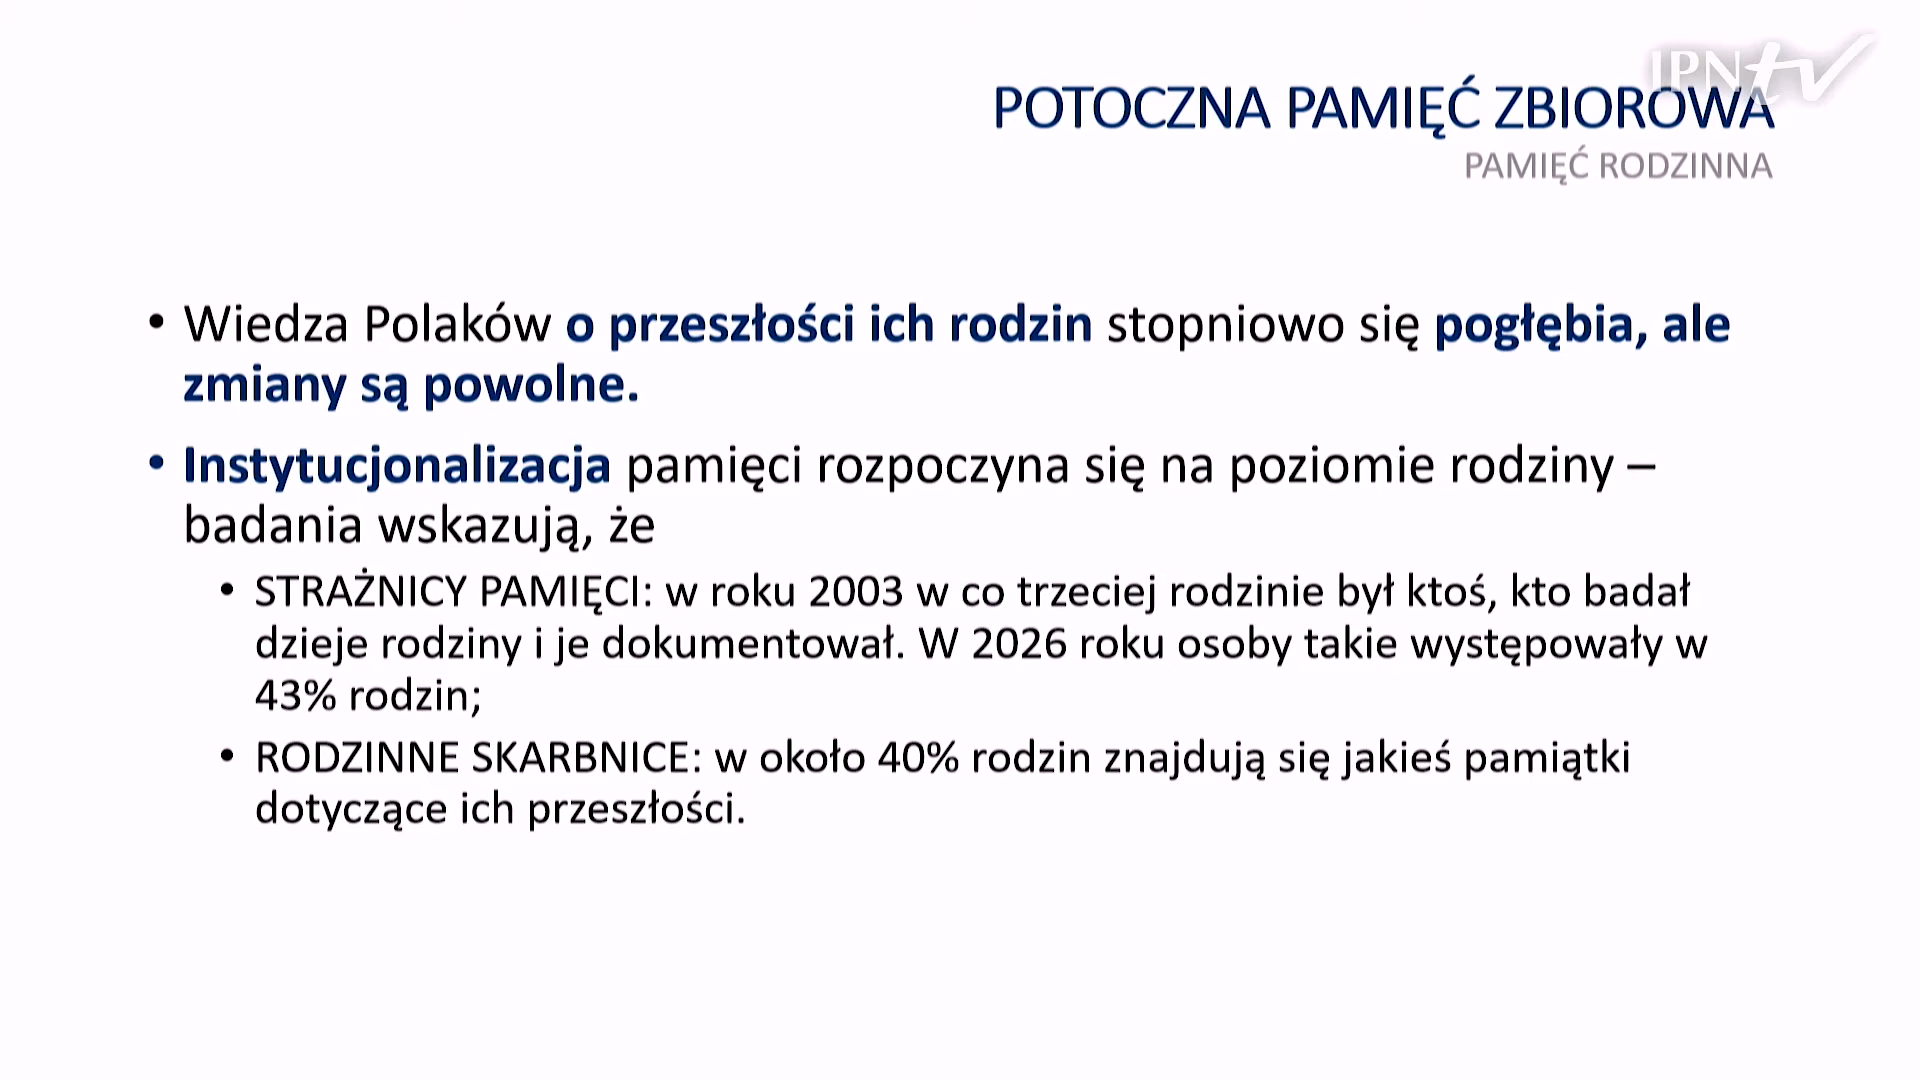 IPNtv
POTOCZNA PAMIĘĆ ZBIOROWA
PAMIĘĆ RODZINNA
• Wiedza Polaków o przeszłości ich rodzin stopniowo się pogłębia, ale
zmiany są powolne.
• Instytucjonalizacja pamięci rozpoczyna się na poziomie rodziny –
badania wskazują, że
• STRAŻNICY PAMIĘCI: w roku 2003 w co trzeciej rodzinie był ktoś, kto badał
dzieje rodziny i je dokumentował. W 2026 roku osoby takie występowały w
43% rodzin;
• RODZINNE SKARBNICE: w około 40% rodzin znajdują się jakieś pamiątki
dotyczące ich przeszłości.